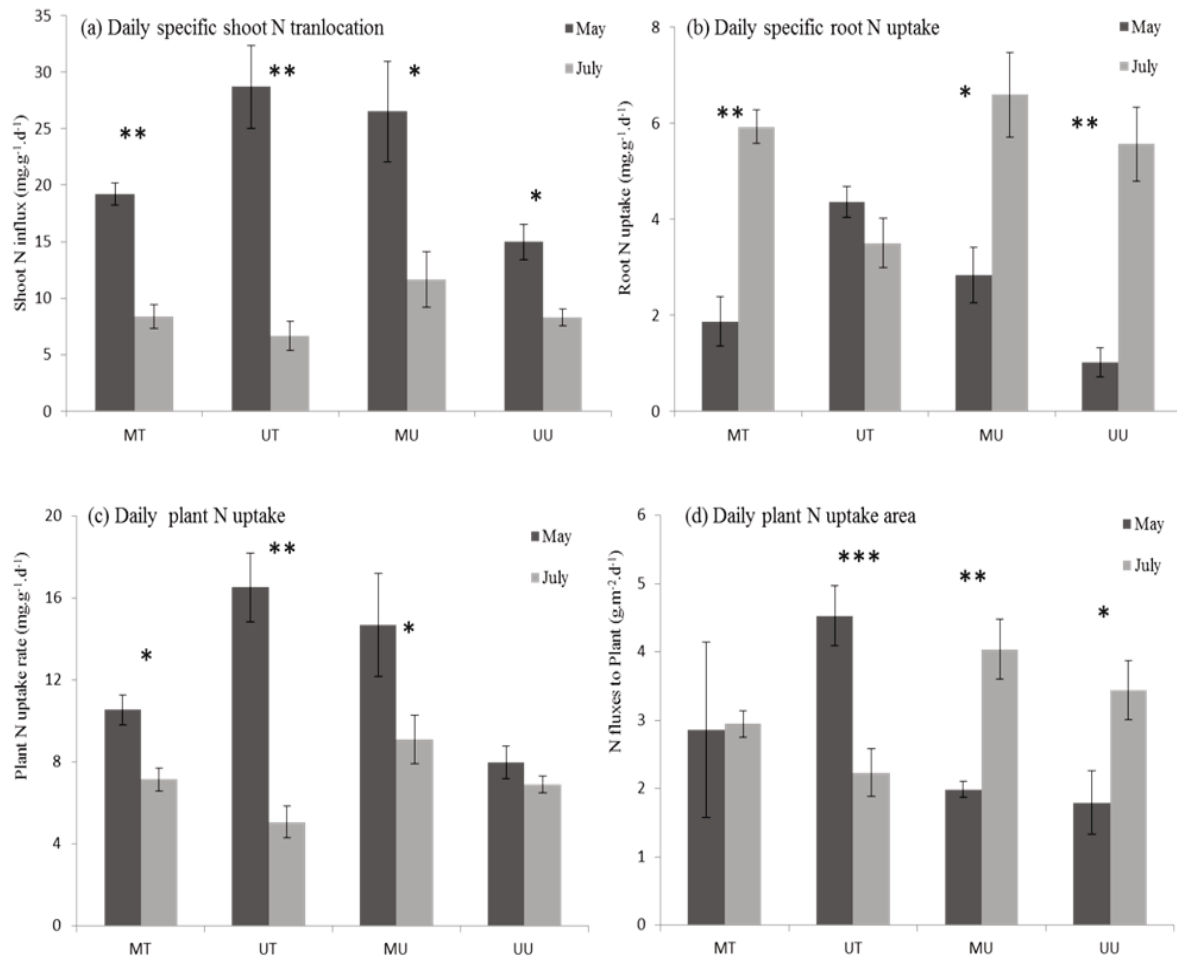 (a) Daily specific shoot N tranlocation
May
July
Shoot N influx (mg.g-1.d-1)
35
30
25
20
15
10
5
0
**
**
*
*
MT UT MU UU
(b) Daily specific root N uptake
May
July
Root N uptake (mg.g-1.d-1)
8
6
4
2
0
**
*
**
MT UT MU UU
(c) Daily plant N uptake
May
July
Plant N uptake rate (mg.g-1.d-1)
20
16
12
8
4
0
*
**
*
MT UT MU UU
(d) Daily plant N uptake area
May
July
N fluxes to Plant (g.m-2.d-1)
6
5
4
3
2
1
0
***
**
*
MT UT MU UU